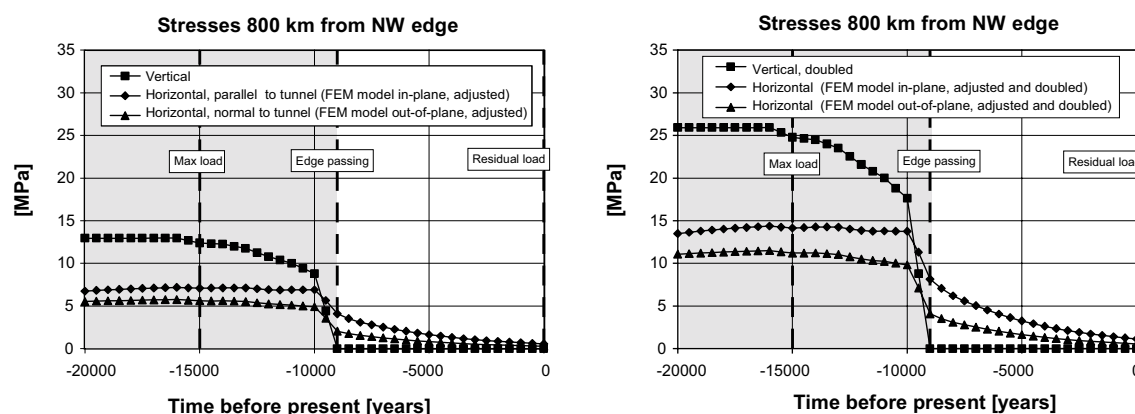 Stresses 800 km from NW edge
35
30
25
20
15
10
5
0
[MPa]
Vertical
Horizontal, parallel to tunnel (FEM model in-plane, adjusted)
Horizontal, normal to tunnel (FEM model out-of-plane, adjusted)
Max load
Edge passing
Residual load
-20000 -15000 -10000 -5000 0
Time before present [years]
Stresses 800 km from NW edge
35
30
25
20
15
10
5
0
[MPa]
Vertical, doubled
Horizontal (FEM model in-plane, adjusted and doubled)
Horizontal (FEM model out-of-plane, adjusted and doubled)
Max load
Edge passing
Residual load
-20000 -15000 -10000 -5000 0
Time before present [years]